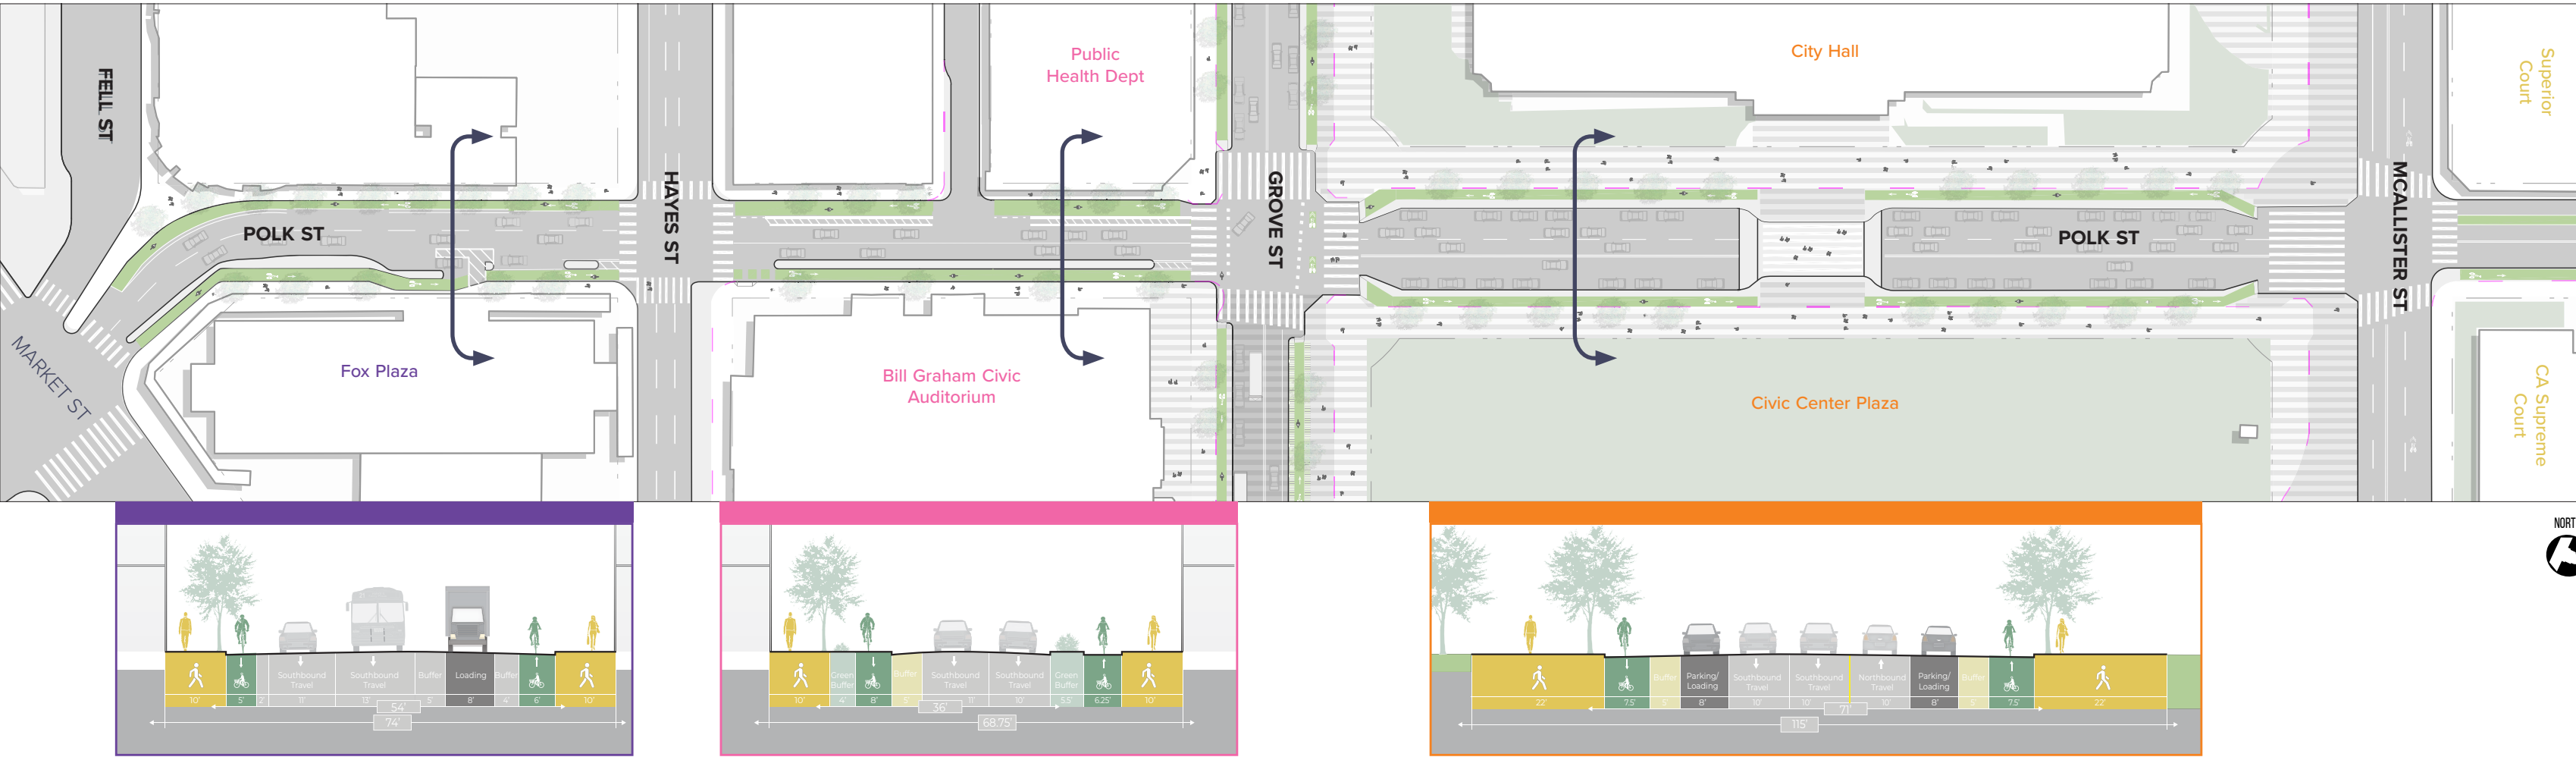 FELL ST
POLK ST
MARKET ST
Fox Plaza
HAYES ST
Public
Health Dept
Bill Graham Civic
Auditorium
GROVE ST
City Hall
POLK ST
Civic Center Plaza
MCALLISTER ST
Superior
Court
CA Supreme
Court
NORT
Southbound
Travel
Southbound
Travel
Buffer
Loading
Buffer
10' 5' 2' 11' 13' 5' 8' 4' 6' 10'
54'
74'
Green
Buffer
Buffer
Southbound
Travel
Southbound
Travel
Green
Buffer
10' 4' 8' 5' 11' 10' 5.5' 6.25' 10'
36'
68.75'
Buffer
Parking/
Loading
Southbound
Travel
Southbound
Travel
Northbound
Travel
Parking/
Loading
Buffer
22' 7.5' 5' 8' 10' 10' 10' 8' 5' 7.5' 22'
71'
115'